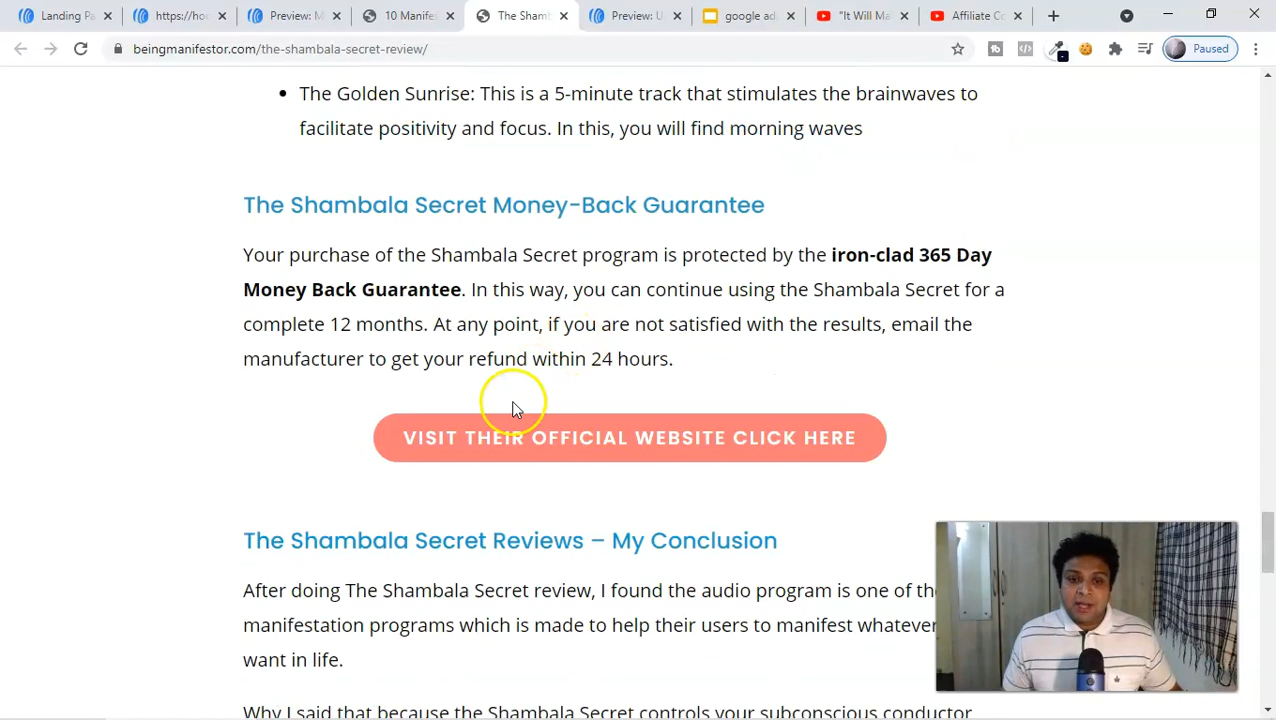 Landing Pa
https://hoo
Preview: M
10 Manifes
The Shamb
Preview: U
google ad
"It Will Ma
Affiliate Co
beingmanifestor.com/the-shambala-secret-review/
Paused
The Golden Sunrise: This is a 5-minute track that stimulates the brainwaves to
facilitate positivity and focus. In this, you will find morning waves
The Shambala Secret Money-Back Guarantee
Your purchase of the Shambala Secret program is protected by the iron-clad 365 Day
Money Back Guarantee. In this way, you can continue using the Shambala Secret for a
complete 12 months. At any point, if you are not satisfied with the results, email the
manufacturer to get your refund within 24 hours.
VISIT THEIR OFFICIAL WEBSITE CLICK HERE
The Shambala Secret Reviews – My Conclusion
After doing The Shambala Secret review, I found the audio program is one of the
manifestation programs which is made to help their users to manifest whatever
want in life.
Why I said that because the Shambala Secret controls your subconscious conductor